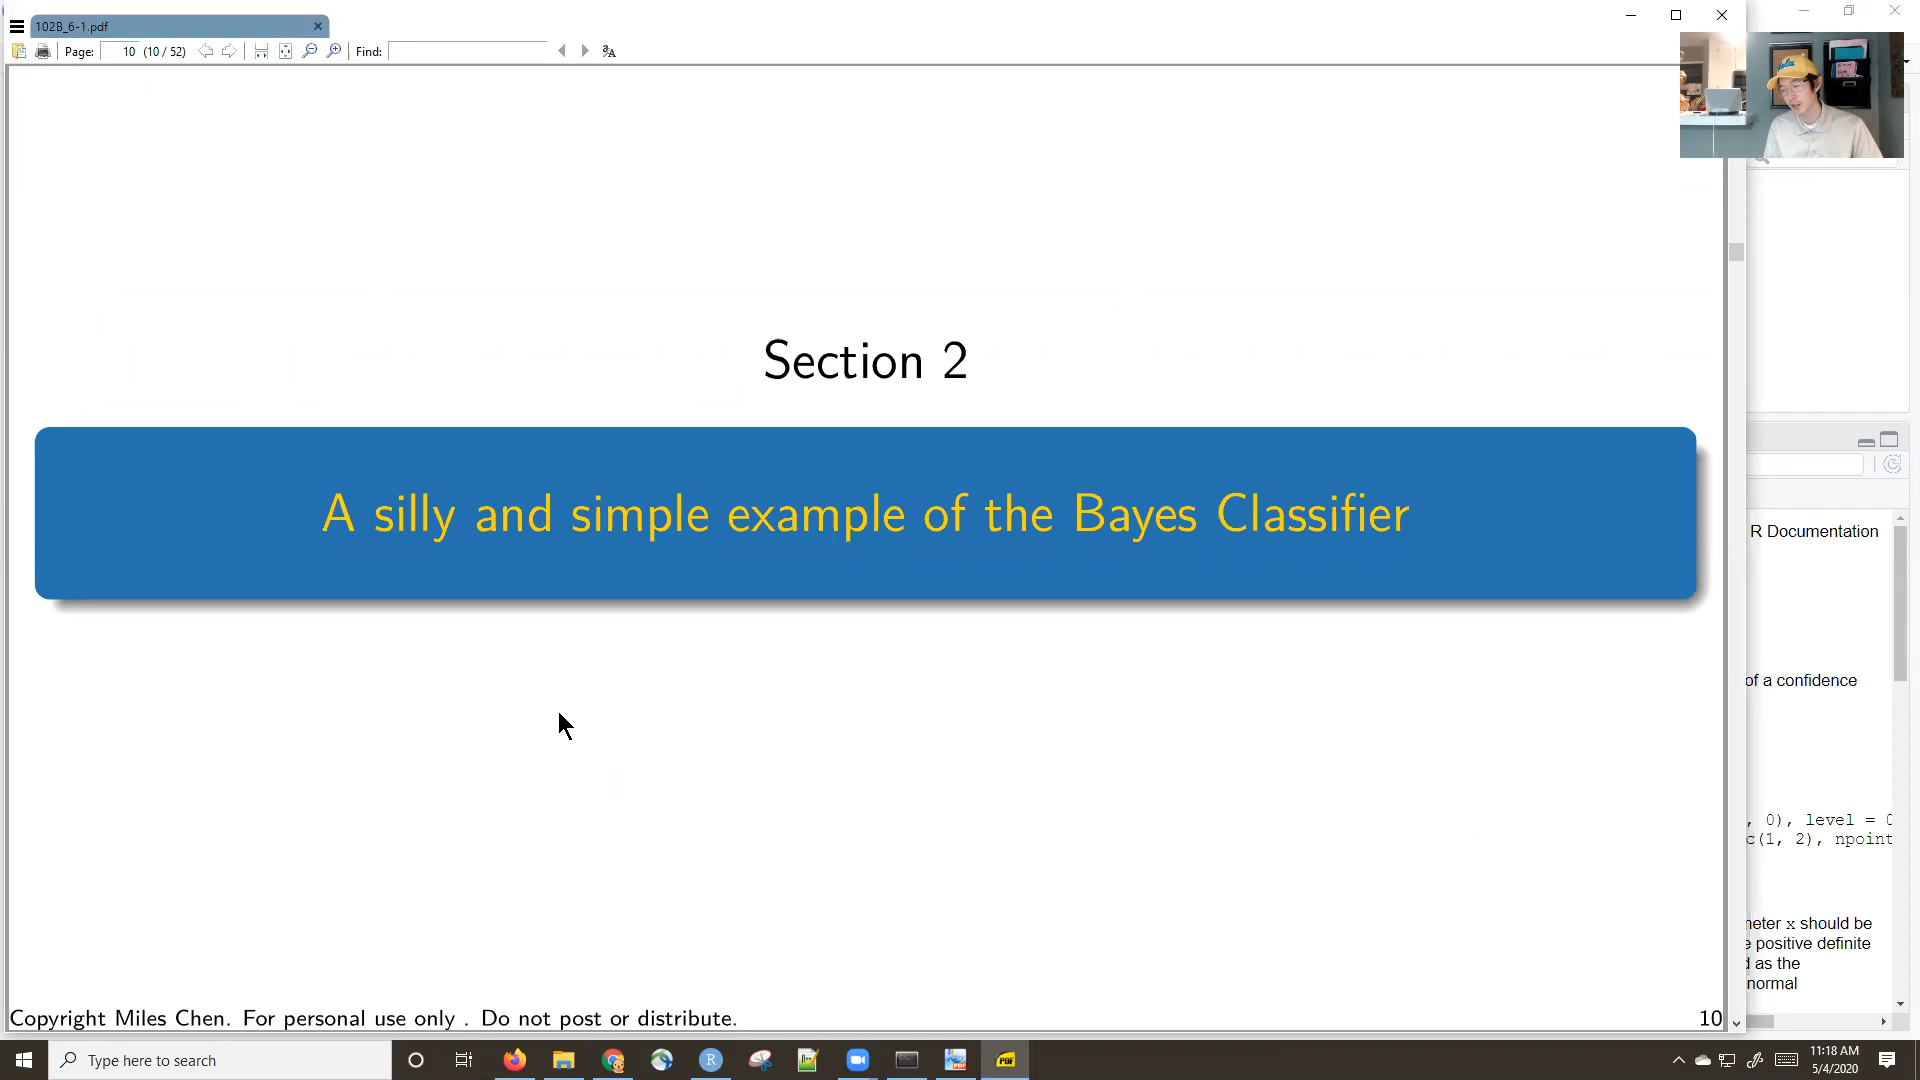 102B_6-1.pdf
Page: 10 (10 / 52) Find:
Section 2
A silly and simple example of the Bayes Classifier
R Documentation
of a confidence
, 0), level = 0
c(1, 2), npoint
meter x should be
e positive definite
d as the
normal
Copyright Miles Chen. For personal use only . Do not post or distribute.
10
Type here to search
11:18 AM
5/4/2020